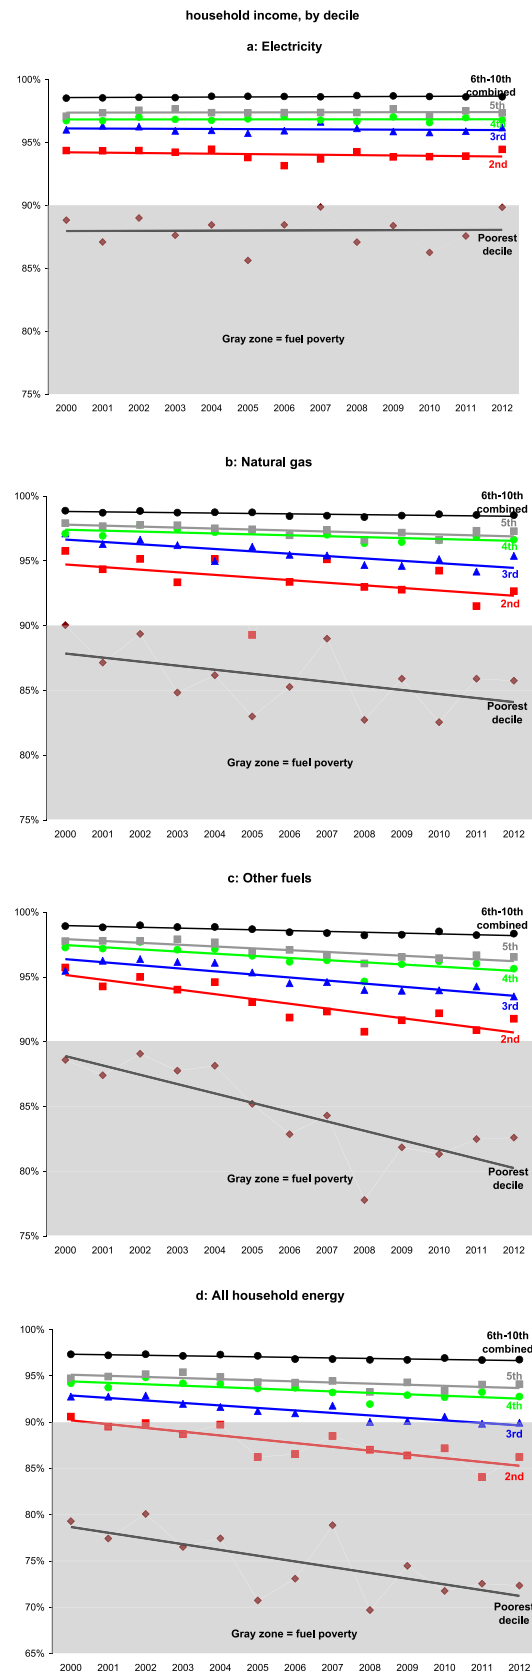 household income, by decile
a: Electricity
100%
95%
90%
85%
80%
75%
6th-10th
combined
5th
4th
3rd
2nd
Poorest
decile
Gray zone = fuel poverty
2000 2001 2002 2003 2004 2005 2006 2007 2008 2009 2010 2011 2012
b: Natural gas
100%
95%
90%
85%
80%
75%
6th-10th
combined
5th
4th
3rd
2nd
Poorest
decile
Gray zone = fuel poverty
2000 2001 2002 2003 2004 2005 2006 2007 2008 2009 2010 2011 2012
c: Other fuels
100%
95%
90%
85%
80%
75%
6th-10th
combined
5th
4th
3rd
2nd
Poorest
decile
Gray zone = fuel poverty
2000 2001 2002 2003 2004 2005 2006 2007 2008 2009 2010 2011 2012
d: All household energy
100%
95%
90%
85%
80%
75%
70%
65%
6th-10th
combined
5th
4th
3rd
2nd
Poorest
decile
Gray zone = fuel poverty
2000 2001 2002 2003 2004 2005 2006 2007 2008 2009 2010 2011 2012